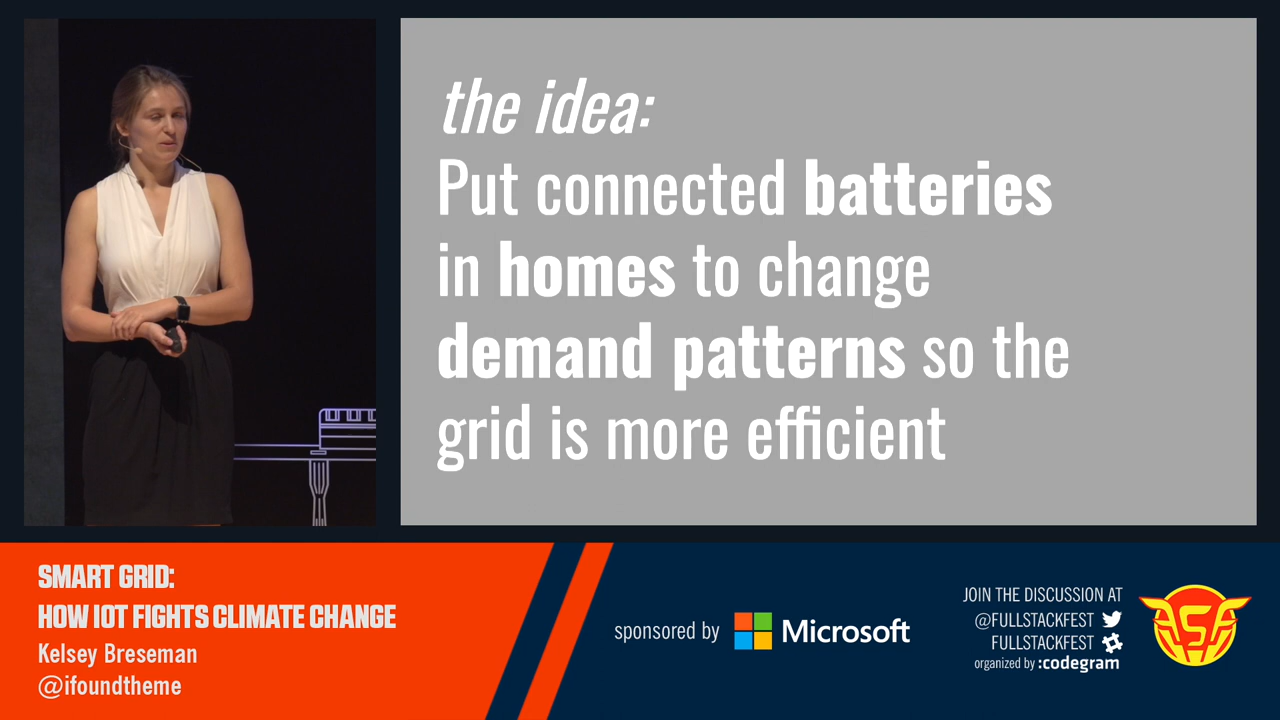 the idea:
Put connected batteries
in homes to change
demand patterns so the
grid is more efficient
SMART GRID:
HOW IOT FIGHTS CLIMATE CHANGE
Kelsey Breseman
@ifoundtheme
sponsored by Microsoft
JOIN THE DISCUSSION AT
@FULLSTACKFEST
FULLSTACKFEST
organized by :codegram
FSF